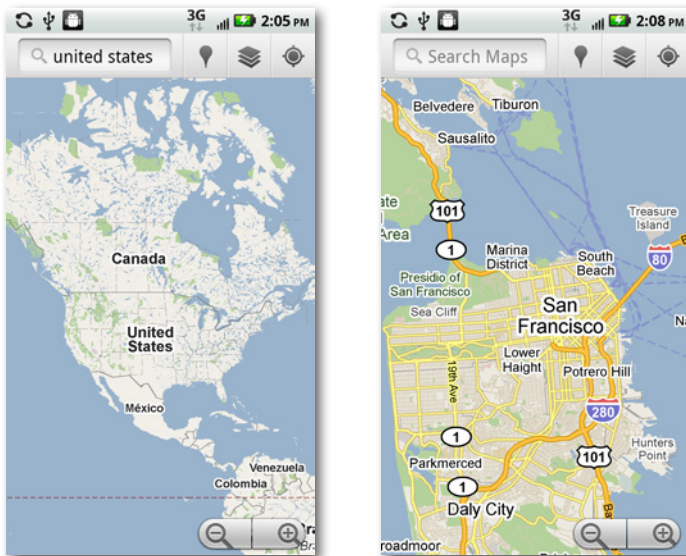 3G
2:05 PM
united states
Canada
United
States
México
Venezuela
Colombia
3G
2:08 PM
Search Maps
Belvedere
Tiburon
Sausalito
101
Area
1
Treasure
Island
80
Marina
District
South
Beach
Presidio of
San Francisco
Sea Cliff
San
Francisco
Lower
Haight
19th Ave
Potrero Hill
280
1
101
Hunters
Point
Parkmerced
1
Daly City
roadmoor